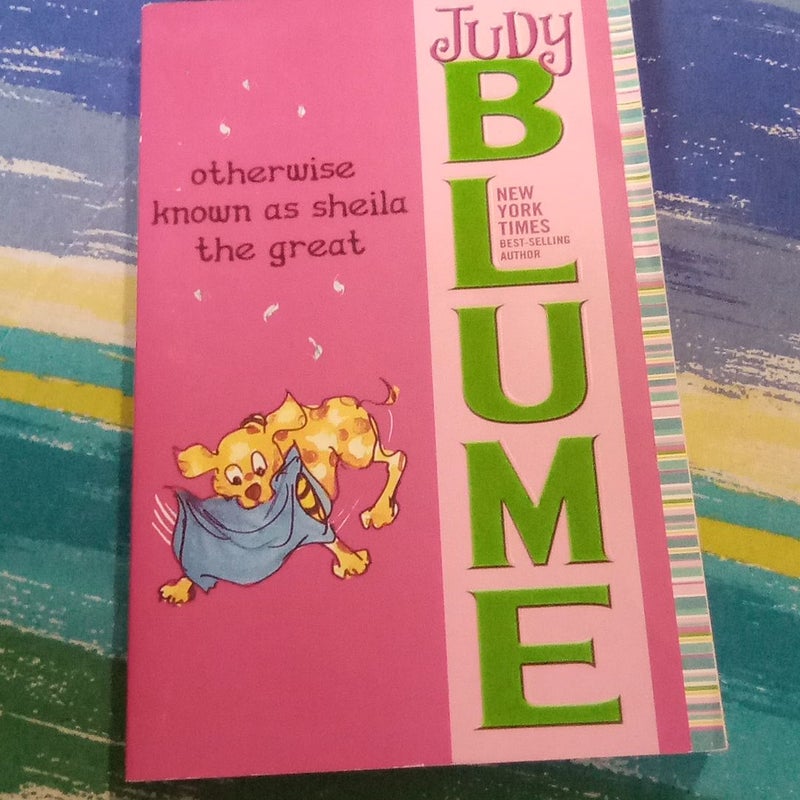 otherwise
known as sheila
the great
JUDY
BLUME
NEW
YORK
TIMES
BEST-SELLING
AUTHOR